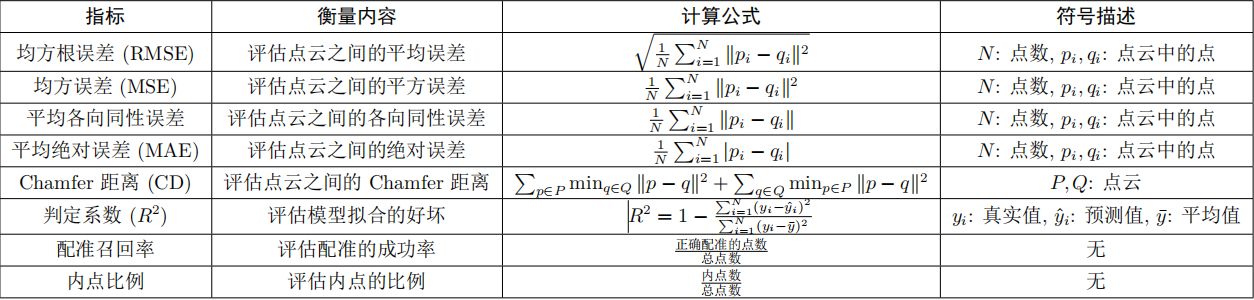 指标 衡量内容 计算公式 符号描述
均方根误差 (RMSE) 评估点云之间的平均误差 $\sqrt{\frac{1}{N}\sum_{i=1}^{N}\|p_i - q_i\|^2}$ $N$: 点数, $p_i, q_i$: 点云中的点
均方误差 (MSE) 评估点云之间的平方误差 $\frac{1}{N}\sum_{i=1}^{N}\|p_i - q_i\|^2$ $N$: 点数, $p_i, q_i$: 点云中的点
平均各向同性误差 评估点云之间的各向同性误差 $\frac{1}{N}\sum_{i=1}^{N}\|p_i - q_i\|$ $N$: 点数, $p_i, q_i$: 点云中的点
平均绝对误差 (MAE) 评估点云之间的绝对误差 $\frac{1}{N}\sum_{i=1}^{N}|p_i - q_i|$ $N$: 点数, $p_i, q_i$: 点云中的点
Chamfer 距离 (CD) 评估点云之间的 Chamfer 距离 $\sum_{p \in P}\min_{q \in Q}\|p - q\|^2 + \sum_{q \in Q}\min_{p \in P}\|p - q\|^2$ $P, Q$: 点云
判定系数 ($R^2$) 评估模型拟合的好坏 $R^2 = 1 - \frac{\sum_{i=1}^{N}(y_i - \hat{y}_i)^2}{\sum_{i=1}^{N}(y_i - \bar{y})^2}$ $y_i$: 真实值, $\hat{y}_i$: 预测值, $\bar{y}$: 平均值
配准召回率 评估配准的成功率 $\frac{正确配准的点数}{总点数}$ 无
内点比例 评估内点的比例 $\frac{内点数}{总点数}$ 无